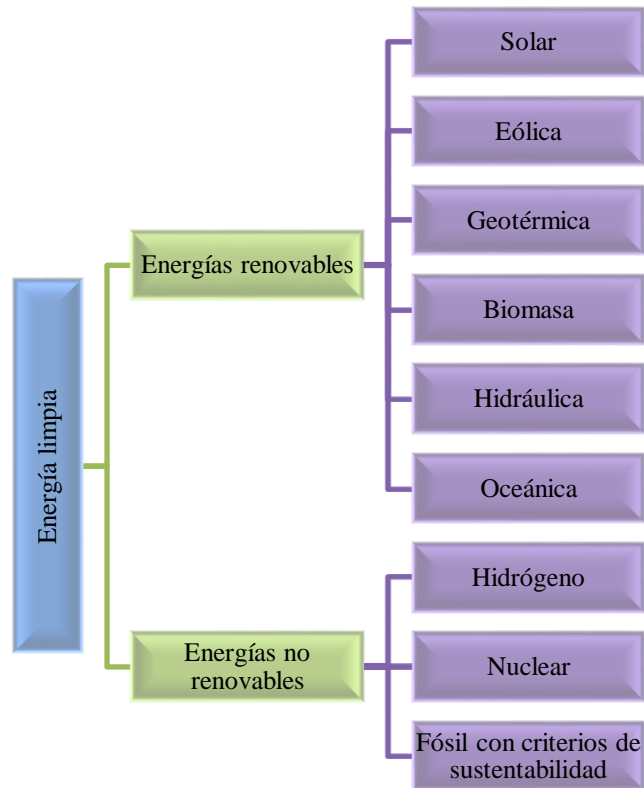 Energía limpia
Energías renovables
Solar
Eólica
Geotérmica
Biomasa
Hidráulica
Oceánica
Energías no
renovables
Hidrógeno
Nuclear
Fósil con criterios de
sustentabilidad